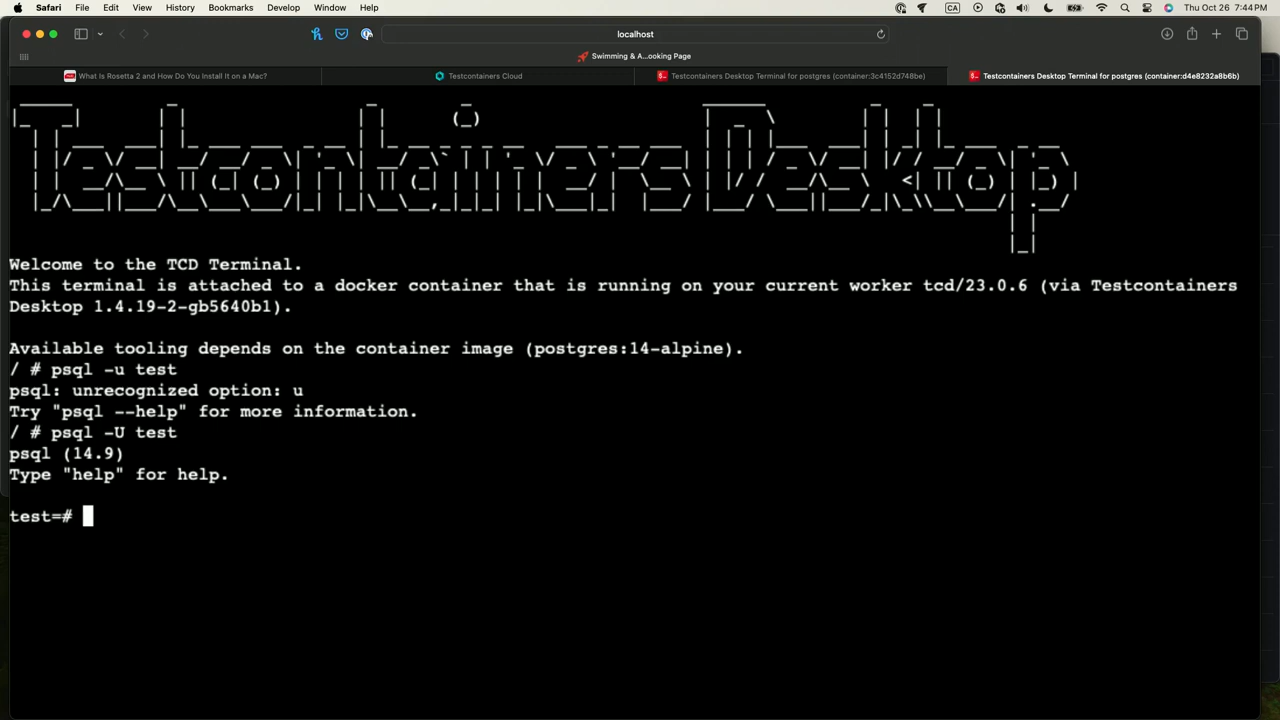 Safari File Edit View History Bookmarks Develop Window Help CA Thu Oct 26 7:44 PM
localhost
Swimming & A...ooking Page
What Is Rosetta 2 and How Do You Install It on a Mac? Testcontainers Cloud Testcontainers Desktop Terminal for postgres (container:3c4152d748be) Testcontainers Desktop Terminal for postgres (container:d4e8232a8b6b)
Testcontainers Desktop
Welcome to the TCD Terminal.
This terminal is attached to a docker container that is running on your current worker tcd/23.0.6 (via Testcontainers
Desktop 1.4.19-2-gb5640b1).
Available tooling depends on the container image (postgres:14-alpine).
/ # psql -u test
psql: unrecognized option: u
Try "psql --help" for more information.
/ # psql -U test
psql (14.9)
Type "help" for help.
test=#